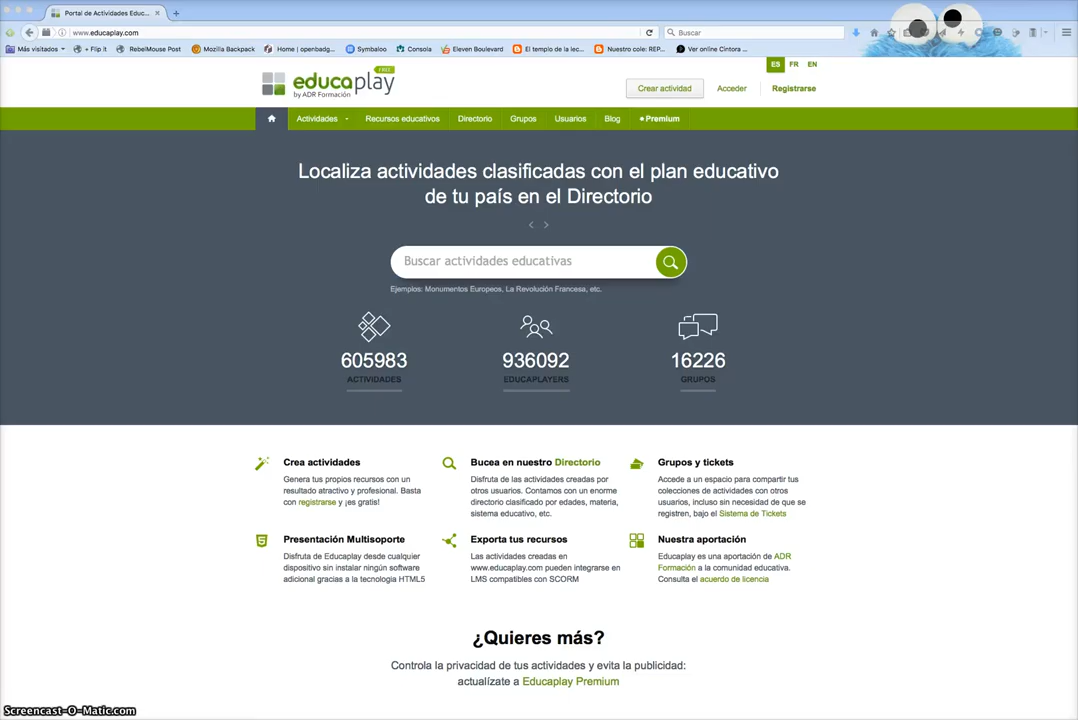 Portal de Actividades Educ...
www.educaplay.com
Buscar
Más visitados
+ Flip it
RebelMouse Post
Mozilla Backpack
Home | openbadg...
Symbaloo
Consola
Eleven Boulevard
El templo de la lec...
Nuestro cole: REP...
Ver online Cintora ...
ES FR EN
educaplay FREE
by ADR Formación
Crear actividad Acceder Registrarse
Actividades Recursos educativos Directorio Grupos Usuarios Blog Premium
Localiza actividades clasificadas con el plan educativo
de tu país en el Directorio
Buscar actividades educativas
Ejemplos: Monumentos Europeos, La Revolución Francesa, etc.
605983 936092 16226
ACTIVIDADES EDUCAPLAYERS GRUPOS
Crea actividades
Genera tus propios recursos con un
resultado atractivo y profesional. Basta
con registrarse y ¡es gratis!
Bucea en nuestro Directorio
Disfruta de las actividades creadas por
otros usuarios. Contamos con un enorme
directorio clasificado por edades, materia,
sistema educativo, etc.
Grupos y tickets
Accede a un espacio para compartir tus
colecciones de actividades con otros
usuarios, incluso sin necesidad de que se
registren, bajo el Sistema de Tickets
Presentación Multisoporte
Disfruta de Educaplay desde cualquier
dispositivo sin instalar ningún software
adicional gracias a la tecnología HTML5
Exporta tus recursos
Las actividades creadas en
www.educaplay.com pueden integrarse en
LMS compatibles con SCORM
Nuestra aportación
Educaplay es una aportación de ADR
Formación a la comunidad educativa.
Consulta el acuerdo de licencia
¿Quieres más?
Controla la privacidad de tus actividades y evita la publicidad:
actualízate a Educaplay Premium
Screencast-O-Matic.com